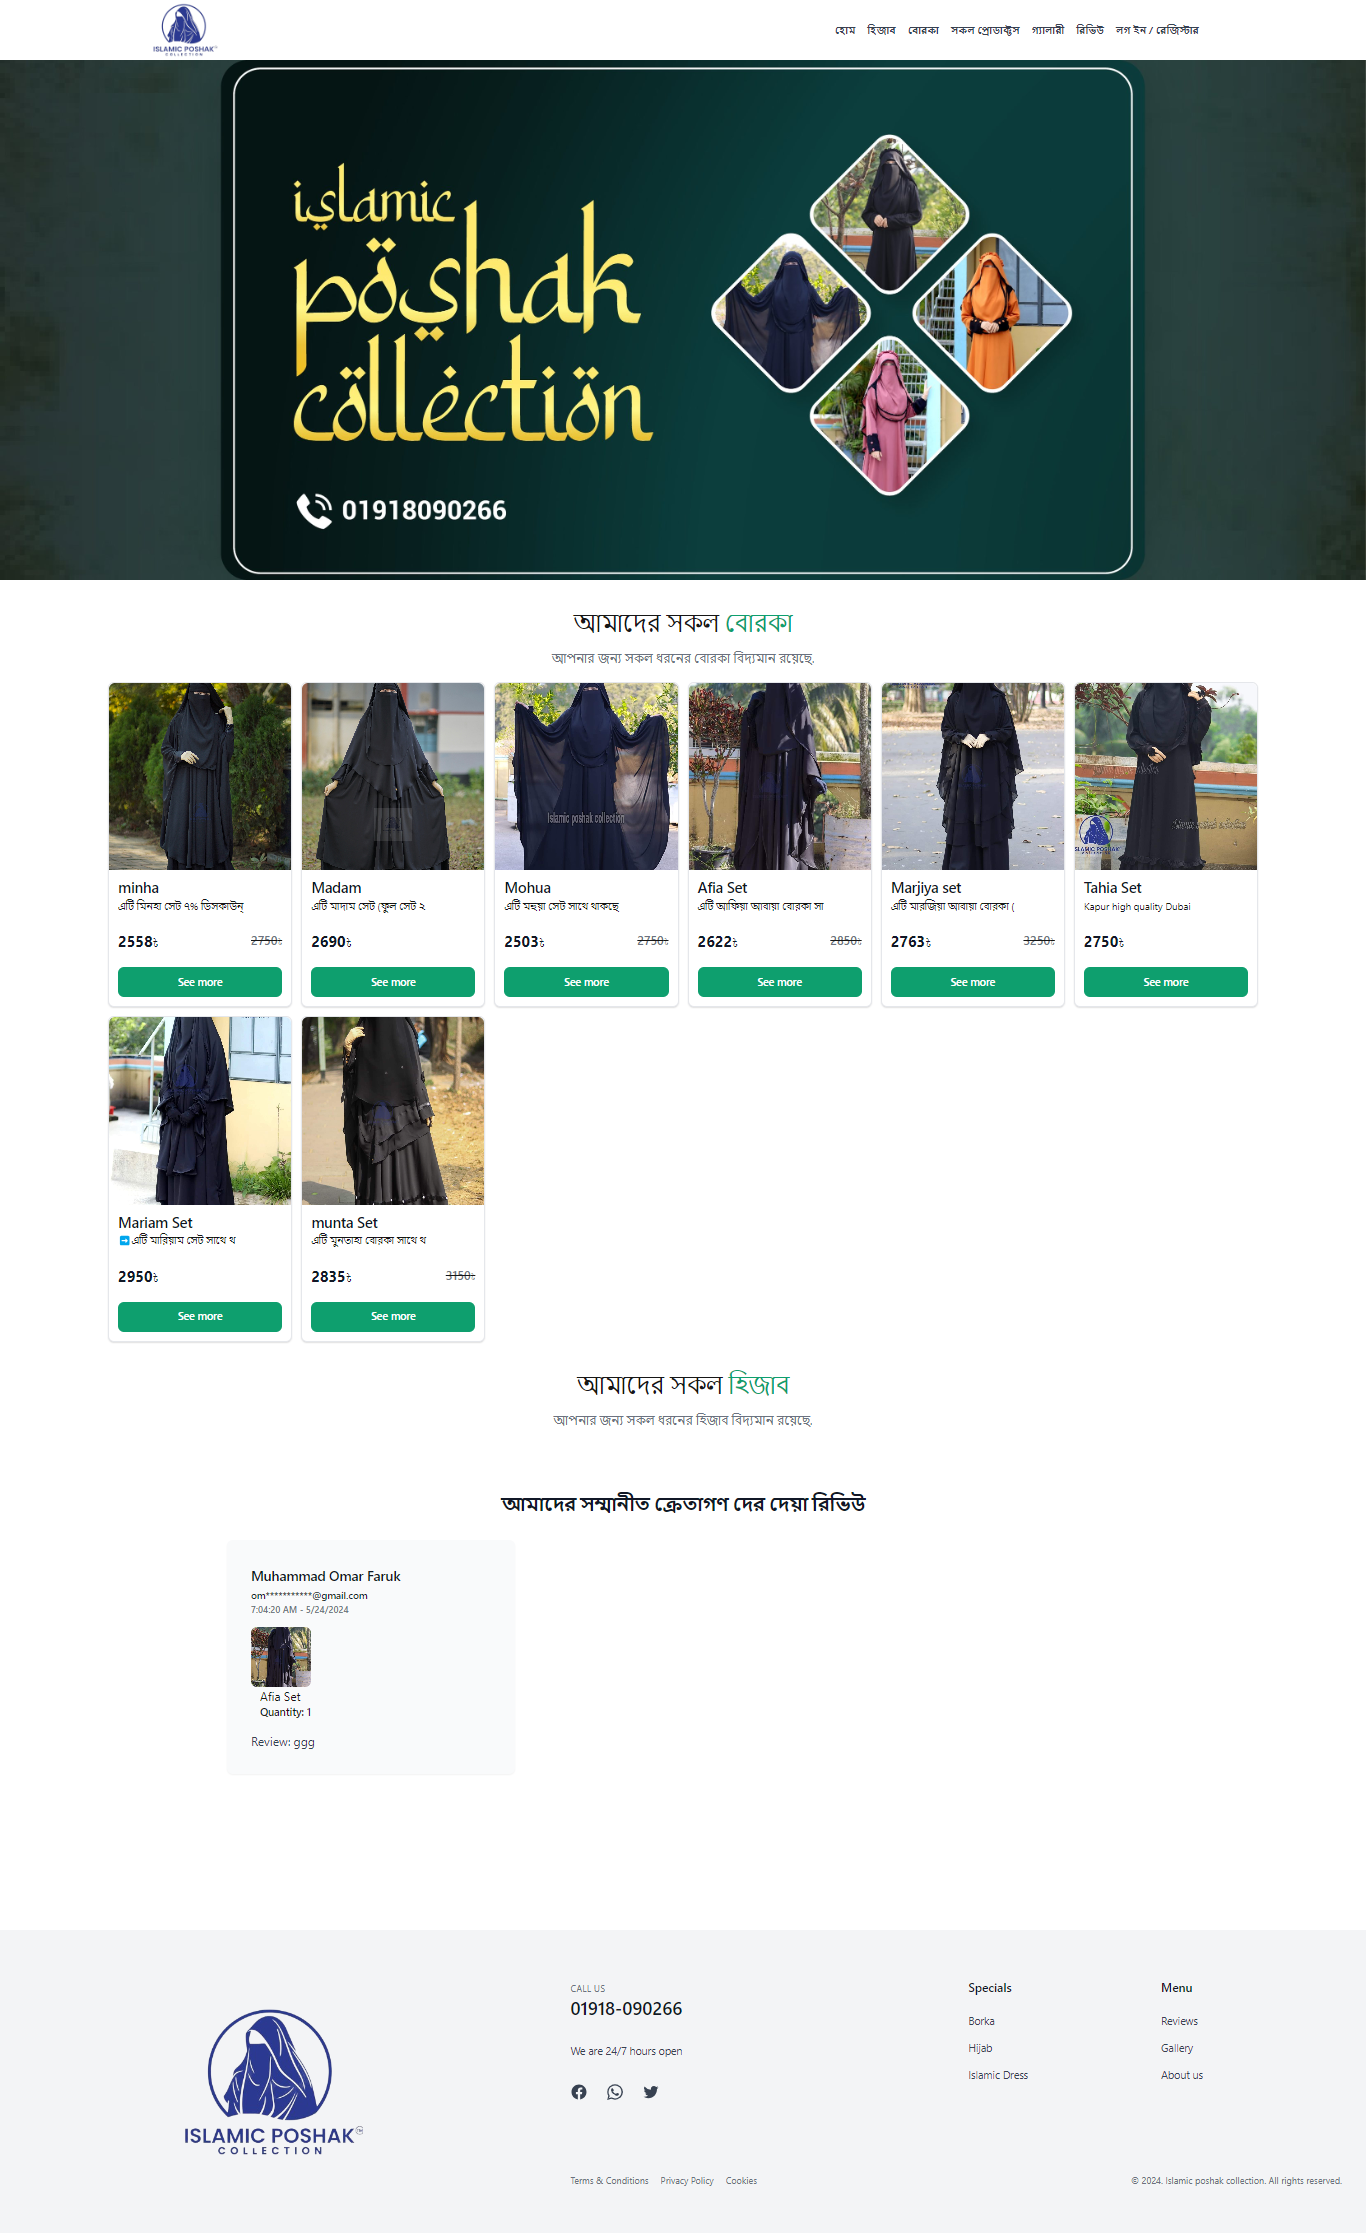 ISLAMIC POSHAK
COLLECTION
হোম হিজাব বোরকা সকল প্রোডাক্টস গ্যালারী রিভিউ লগ ইন / রেজিস্টার
islamic
poshak
collection
01918090266
আমাদের সকল বোরকা
আপনার জন্য সকল ধরনের বোরকা বিদ্যমান রয়েছে.
Islamic poshak collection
ISLAMIC POSHAK
minha Madam Mohua Afia Set Marjiya set Tahia Set
এটি মিনহা সেট ৭% ডিসকাউন্ এটি মাদাম সেট (ফুল সেট ২ এটি মহুয়া সেট সাথে থাকছে এটি আফিয়া আবায়া বোরকা সা এটি মারজিয়া আবায়া বোরকা ( Kapur high quality Dubai
2558৳ 2750৳ 2690৳ 2503৳ 2750৳ 2622৳ 2850৳ 2763৳ 3250৳ 2750৳
See more See more See more See more See more See more
Mariam Set munta Set
➡️এটি মারিয়াম সেট সাথে থ এটি মুনতাহা বোরকা সাথে থ
2950৳ 2835৳ 3150৳
See more See more
আমাদের সকল হিজাব
আপনার জন্য সকল ধরনের হিজাব বিদ্যমান রয়েছে.
আমাদের সম্মানীত ক্রেতাগণ দের দেয়া রিভিউ
Muhammad Omar Faruk
om***********@gmail.com
7:04:20 AM - 5/24/2024
Afia Set
Quantity: 1
Review: ggg
ISLAMIC POSHAK TM
COLLECTION
CALL US
01918-090266
We are 24/7 hours open
Specials
Borka
Hijab
Islamic Dress
Menu
Reviews
Gallery
About us
Terms & Conditions Privacy Policy Cookies
© 2024. Islamic poshak collection. All rights reserved.